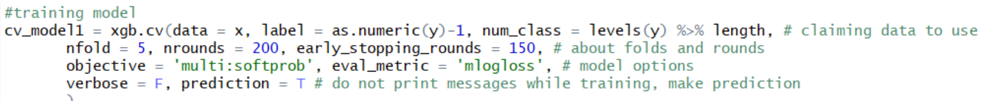 #training model
cv_model1 = xgb.cv(data = x, label = as.numeric(y)-1, num_class = levels(y) %>% length, # claiming data to use
nfold = 5, nrounds = 200, early_stopping_rounds = 150, # about folds and rounds
objective = 'multi:softprob', eval_metric = 'mlogloss', # model options
verbose = F, prediction = T # do not print messages while training, make prediction
)